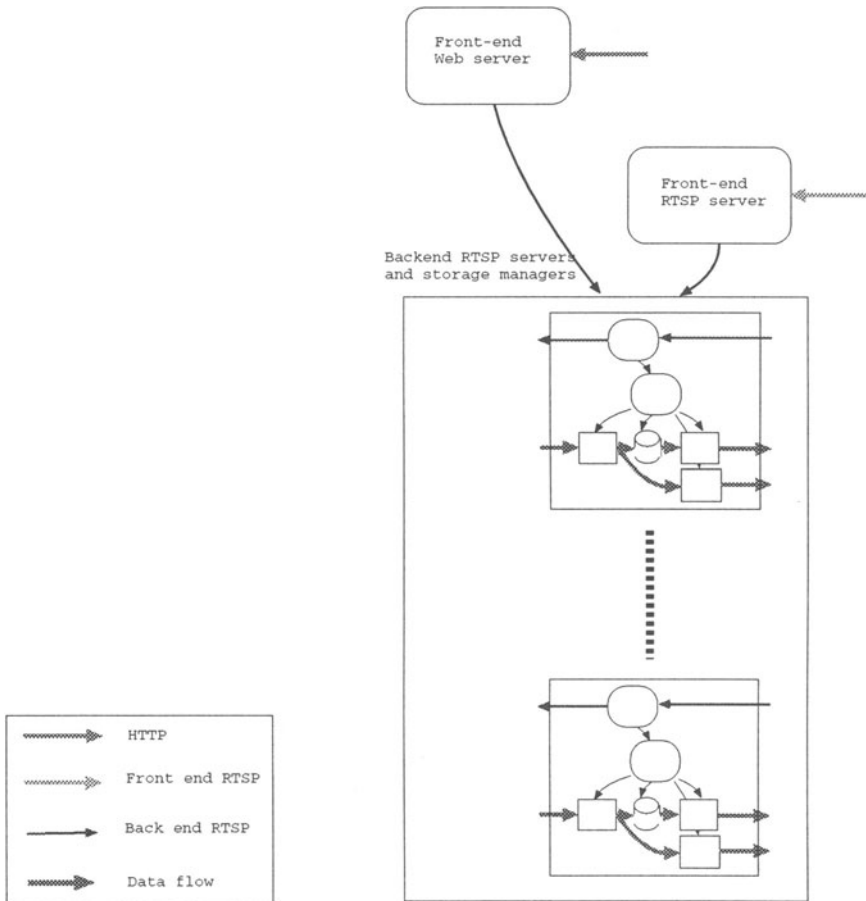 Front-end
Web server
Front-end
RTSP server
Backend RTSP servers
and storage managers
HTTP
Front end RTSP
Back end RTSP
Data flow